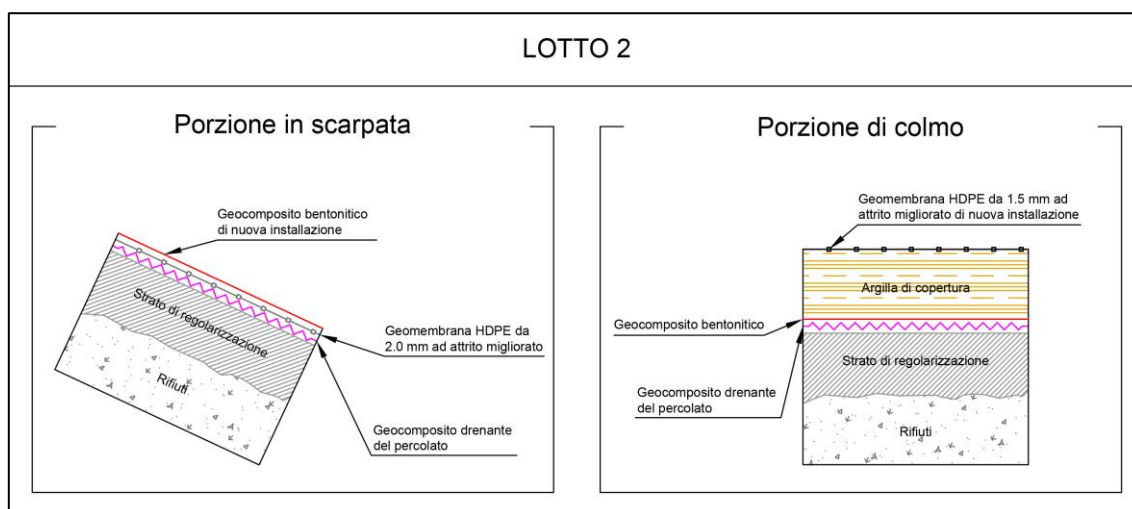 LOTTO 2
Porzione in scarpata
Geocomposito bentonitico
di nuova installazione
Strato di regolarizzazione
Rifiuti
Geomembrana HDPE da
2.0 mm ad attrito migliorato
Geocomposito drenante
del percolato
Porzione di colmo
Geomembrana HDPE da 1.5 mm ad
attrito migliorato di nuova installazione
Argilla di copertura
Geocomposito bentonitico
Strato di regolarizzazione
Geocomposito drenante
del percolato
Rifiuti